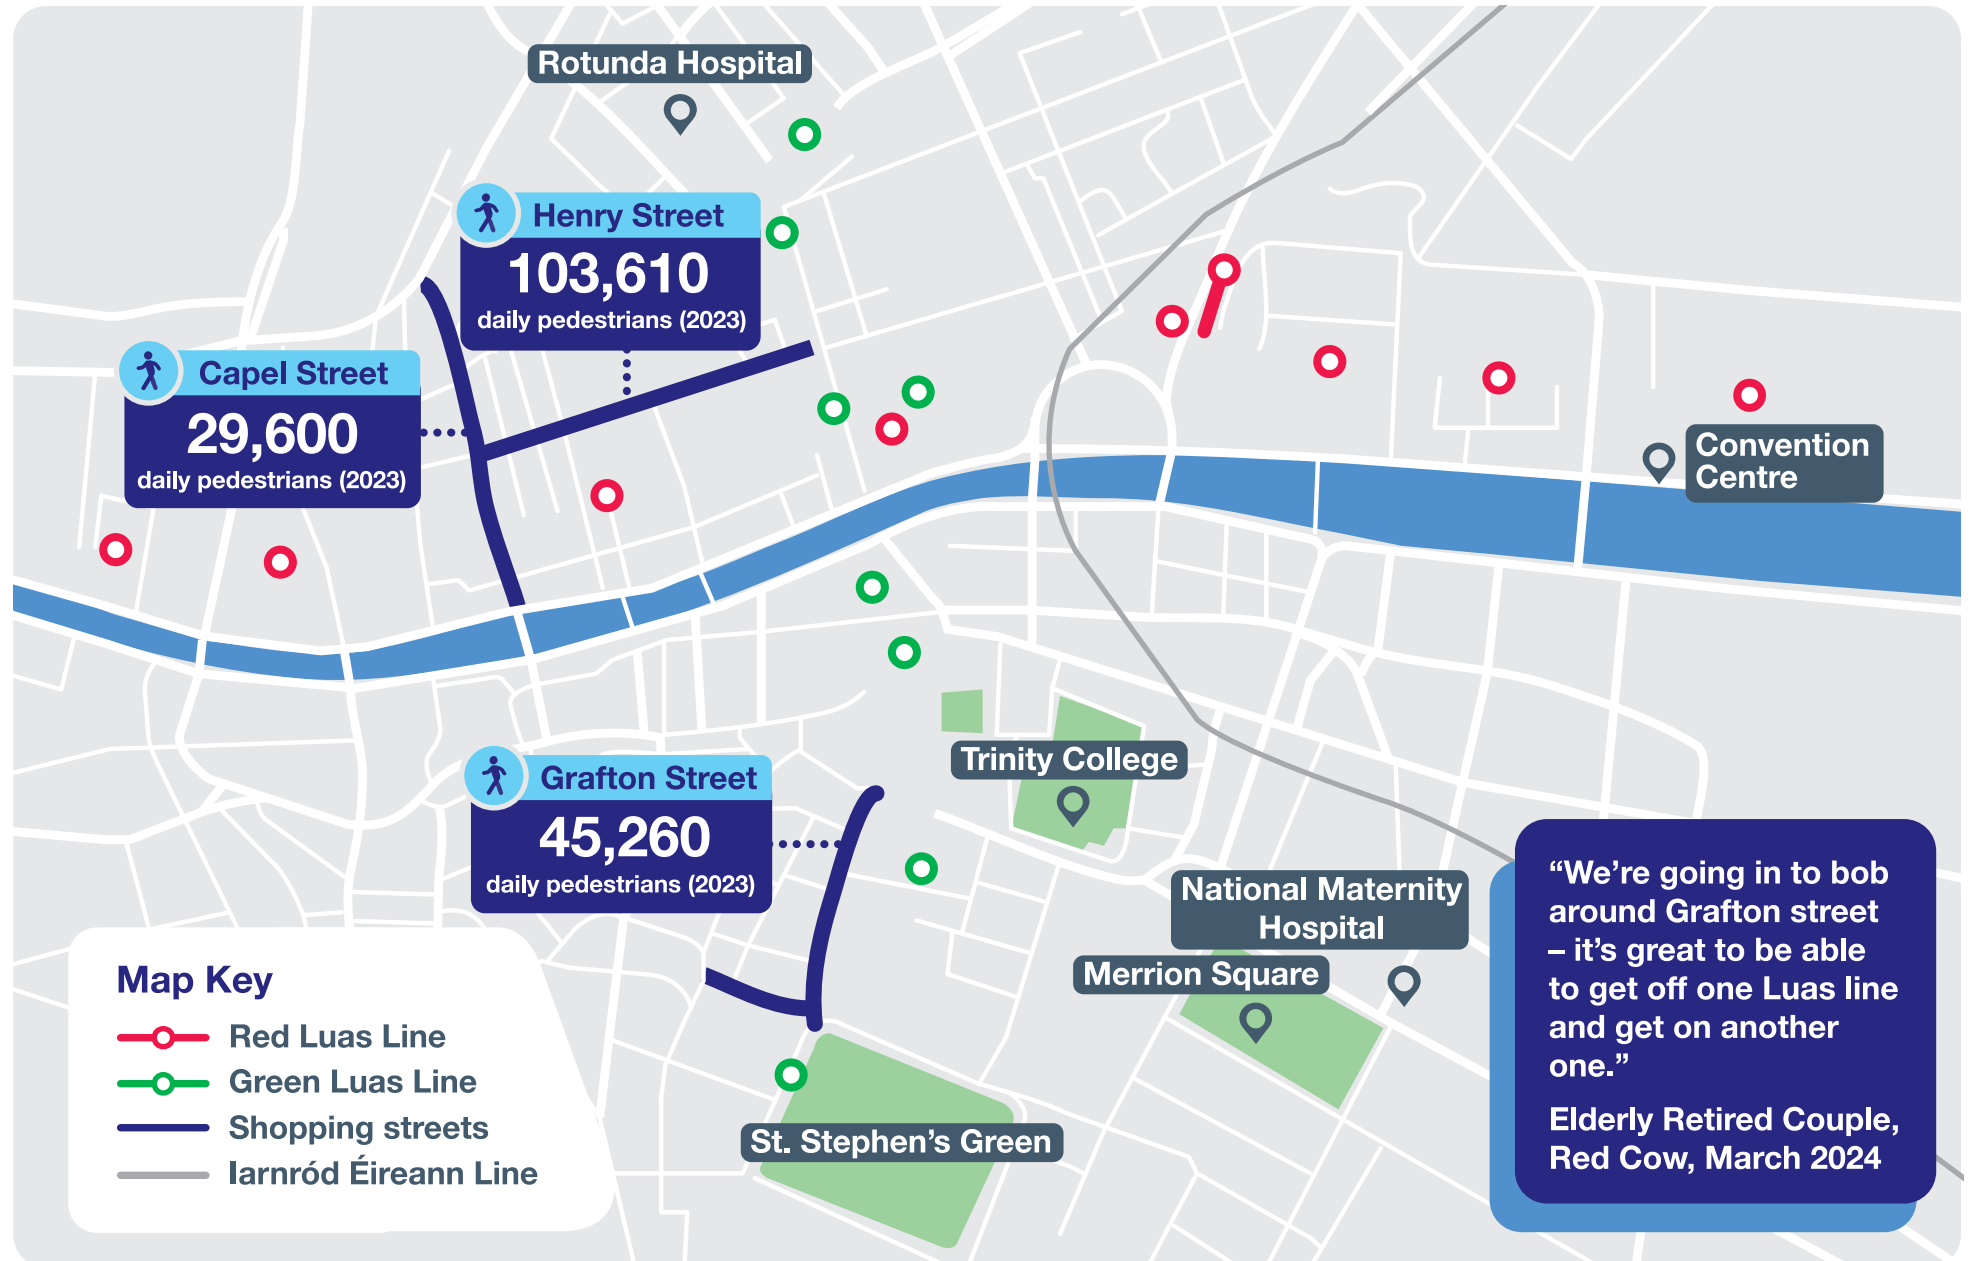 Rotunda Hospital
Henry Street
103,610
daily pedestrians (2023)
Capel Street
29,600
daily pedestrians (2023)
Convention
Centre
Grafton Street
45,260
daily pedestrians (2023)
Trinity College
National Maternity
Hospital
Merrion Square
St. Stephen's Green
Map Key
Red Luas Line
Green Luas Line
Shopping streets
Iarnród Éireann Line
“We're going in to bob
around Grafton street
– it's great to be able
to get off one Luas line
and get on another
one.”
Elderly Retired Couple,
Red Cow, March 2024